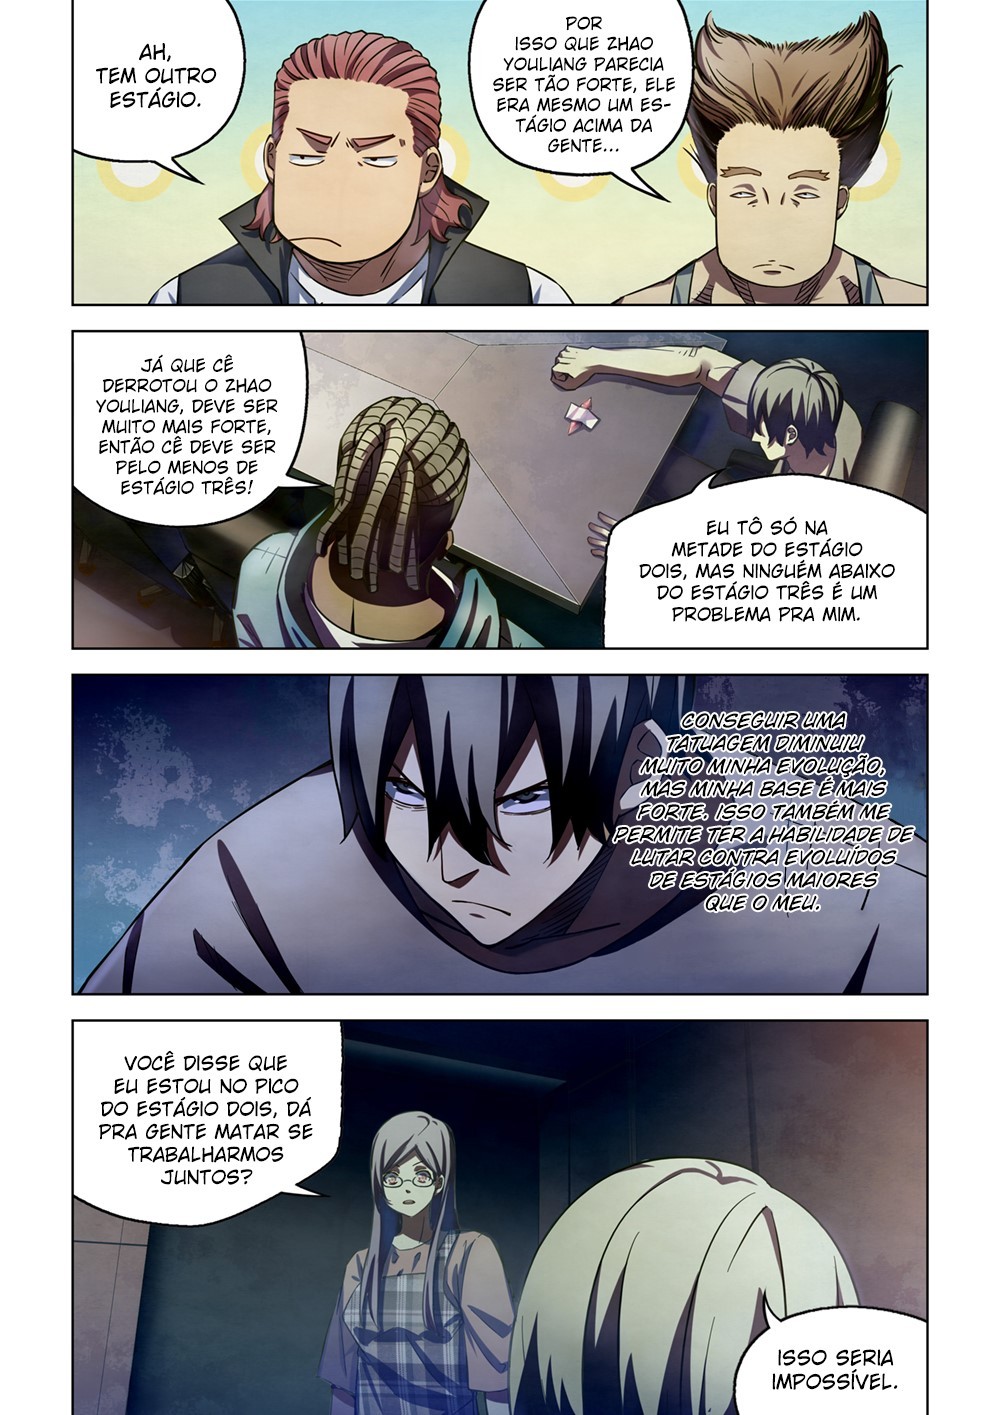 AH,
TEM OUTRO
ESTÁGIO.
POR
ISSO QUE ZHAO
YOULIANG PARECIA
SER TÃO FORTE, ELE
ERA MESMO UM ES-
TÁGIO ACIMA DA
GENTE...
JÁ QUE CÊ
DERROTOU O ZHAO
YOULIANG, DEVE SER
MUITO MAIS FORTE,
ENTÃO CÊ DEVE SER
PELO MENOS DE
ESTÁGIO TRÊS!
EU TÔ SÓ NA
METADE DO ESTÁGIO
DOIS, MAS NINGUÉM ABAIXO
DO ESTÁGIO TRÊS É UM
PROBLEMA PRA MIM.
CONSEGUIR UMA
TATUAGEM DIMINUIU
MUITO MINHA EVOLUÇÃO,
MAS MINHA BASE É MAIS
FORTE. ISSO TAMBÉM ME
PERMITE TER A HABILIDADE DE
LUTAR CONTRA EVOLUÍDOS
DE ESTÁGIOS MAIORES
QUE O MEU.
VOCÊ DISSE QUE
EU ESTOU NO PICO
DO ESTÁGIO DOIS, DÁ
PRA GENTE MATAR SE
TRABALHARMOS
JUNTOS?
ISSO SERIA
IMPOSSÍVEL.